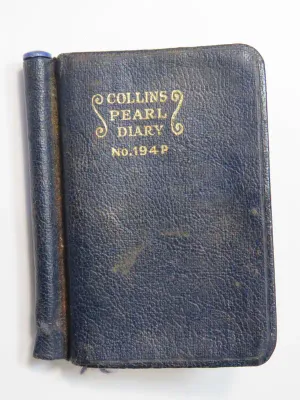 COLLINS
PEARL
DIARY
No. 194P